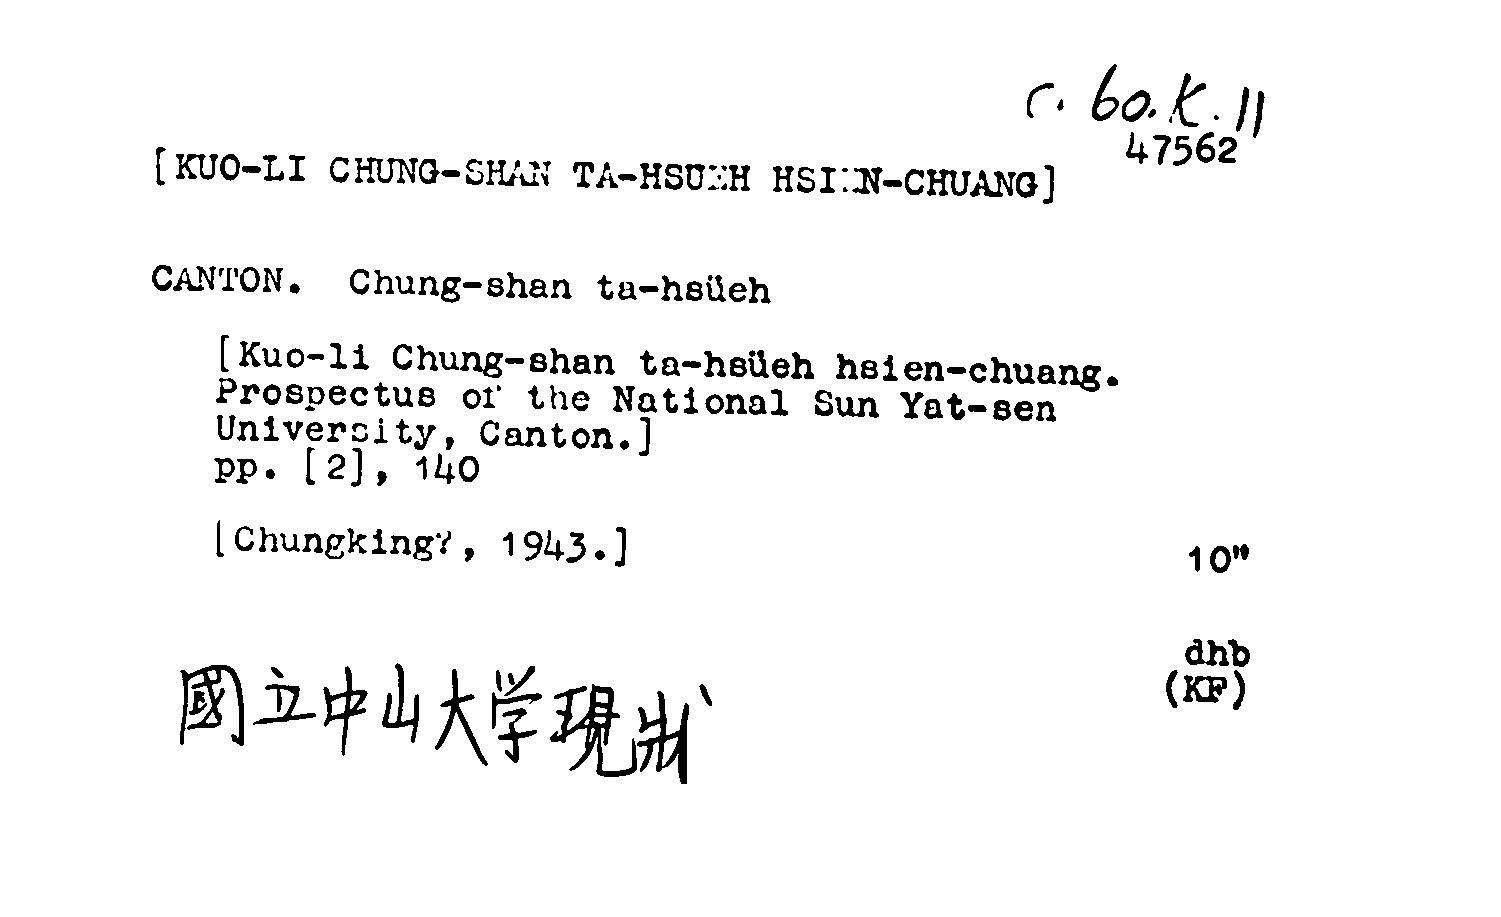 c. 60.K.11
47562
[KUO-LI CHUNG-SHAN TA-HSUEH HSIEN-CHUANG]
CANTON. Chung-shan ta-hsüeh
[Kuo-li Chung-shan ta-hsüeh hsien-chuang.
Prospectus of the National Sun Yat-sen
University, Canton.]
pp. [2], 140
[Chungking?, 1943.]
10"
dhb
(KF)
國立中山大学現狀